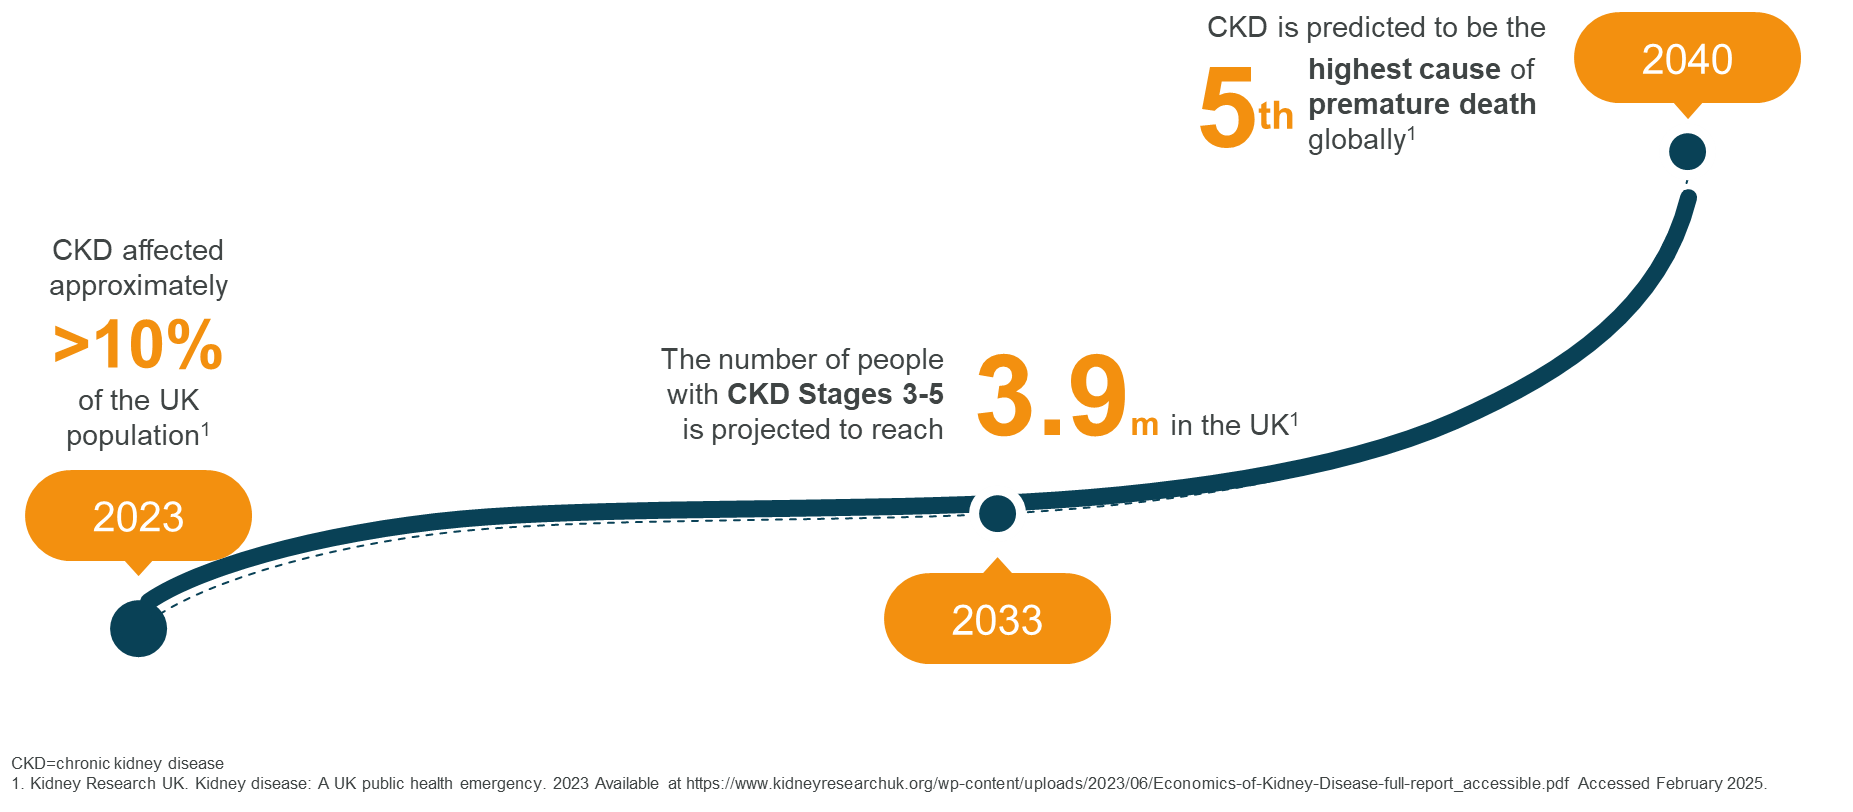 CKD affected
approximately
>10%
of the UK
population1
2023
The number of people
with CKD Stages 3-5
is projected to reach
3.9m in the UK1
2033
CKD is predicted to be the
5th
highest cause of
premature death
globally1
2040
CKD=chronic kidney disease
1. Kidney Research UK. Kidney disease: A UK public health emergency. 2023 Available at https://www.kidneyresearchuk.org/wp-content/uploads/2023/06/Economics-of-Kidney-Disease-full-report_accessible.pdf Accessed February 2025.